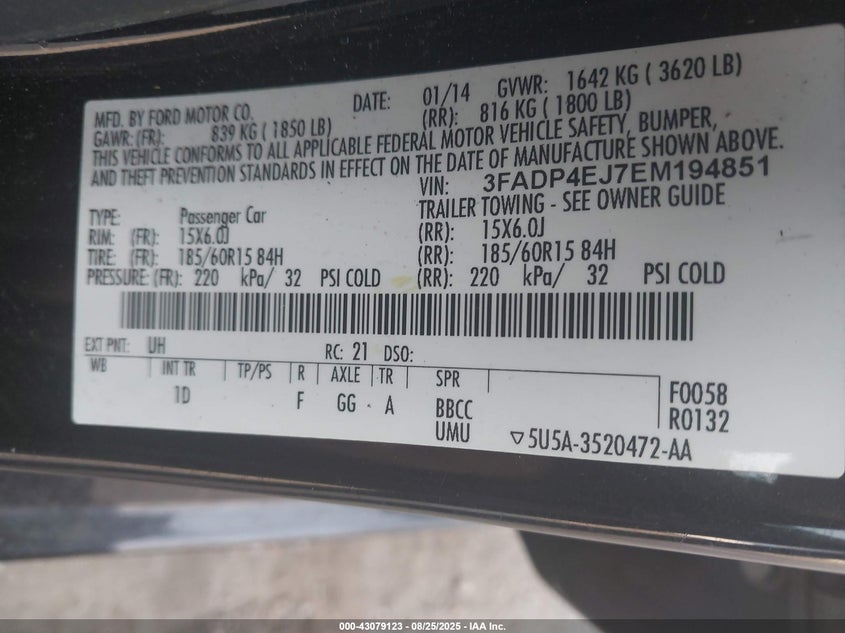 MFD. BY FORD MOTOR CO. DATE: 01/14 GVWR: 1642 KG ( 3620 LB)
GAWR: (FR): 839 KG ( 1850 LB) (RR): 816 KG ( 1800 LB)
THIS VEHICLE CONFORMS TO ALL APPLICABLE FEDERAL MOTOR VEHICLE SAFETY, BUMPER,
AND THEFT PREVENTION STANDARDS IN EFFECT ON THE DATE OF MANUFACTURE SHOWN ABOVE.
VIN: 3FADP4EJ7EM194851
TYPE: Passenger Car TRAILER TOWING - SEE OWNER GUIDE
RIM: (FR): 15X6.0J (RR): 15X6.0J
TIRE: (FR): 185/60R15 84H (RR): 185/60R15 84H
PRESSURE: (FR): 220 kPa/ 32 PSI COLD (RR): 220 kPa/ 32 PSI COLD
EXT PNT: UH RC: 21 DSO:
WB INT TR TP/PS R AXLE TR SPR F0058
1D F GG A BBCC R0132
UMU ▽5U5A-3520472-AA
000-43079123 - 08/25/2025 - IAA Inc.